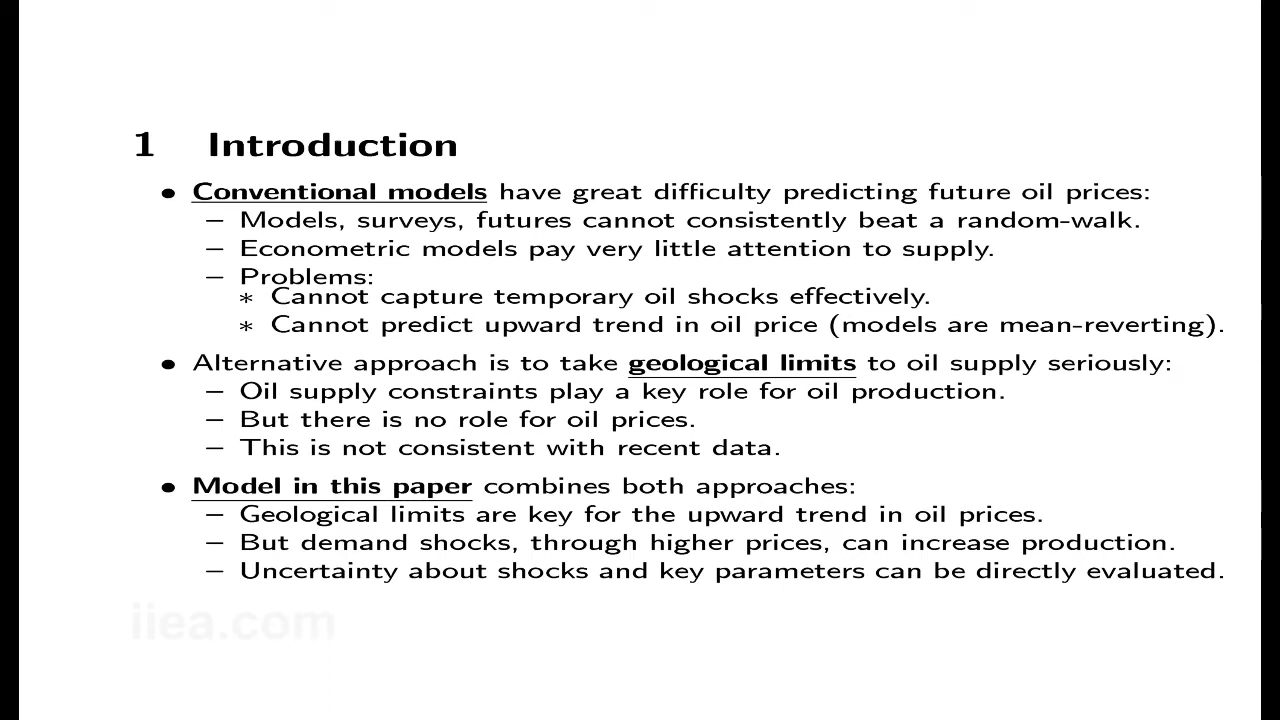 1 Introduction
• Conventional models have great difficulty predicting future oil prices:
– Models, surveys, futures cannot consistently beat a random-walk.
– Econometric models pay very little attention to supply.
– Problems:
∗ Cannot capture temporary oil shocks effectively.
∗ Cannot predict upward trend in oil price (models are mean-reverting).
• Alternative approach is to take geological limits to oil supply seriously:
– Oil supply constraints play a key role for oil production.
– But there is no role for oil prices.
– This is not consistent with recent data.
• Model in this paper combines both approaches:
– Geological limits are key for the upward trend in oil prices.
– But demand shocks, through higher prices, can increase production.
– Uncertainty about shocks and key parameters can be directly evaluated.
iiea.com